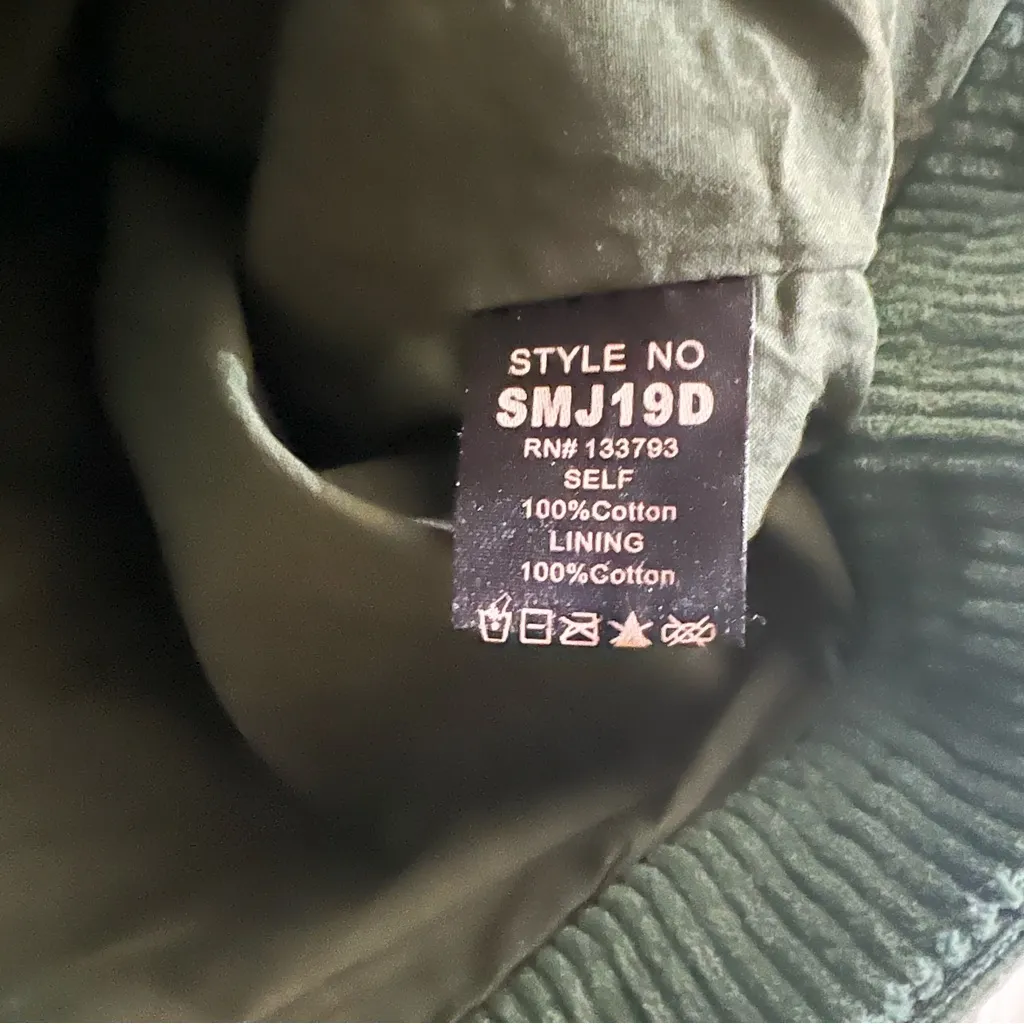 STYLE NO
SMJ19D
RN# 133793
SELF
100%Cotton
LINING
100%Cotton